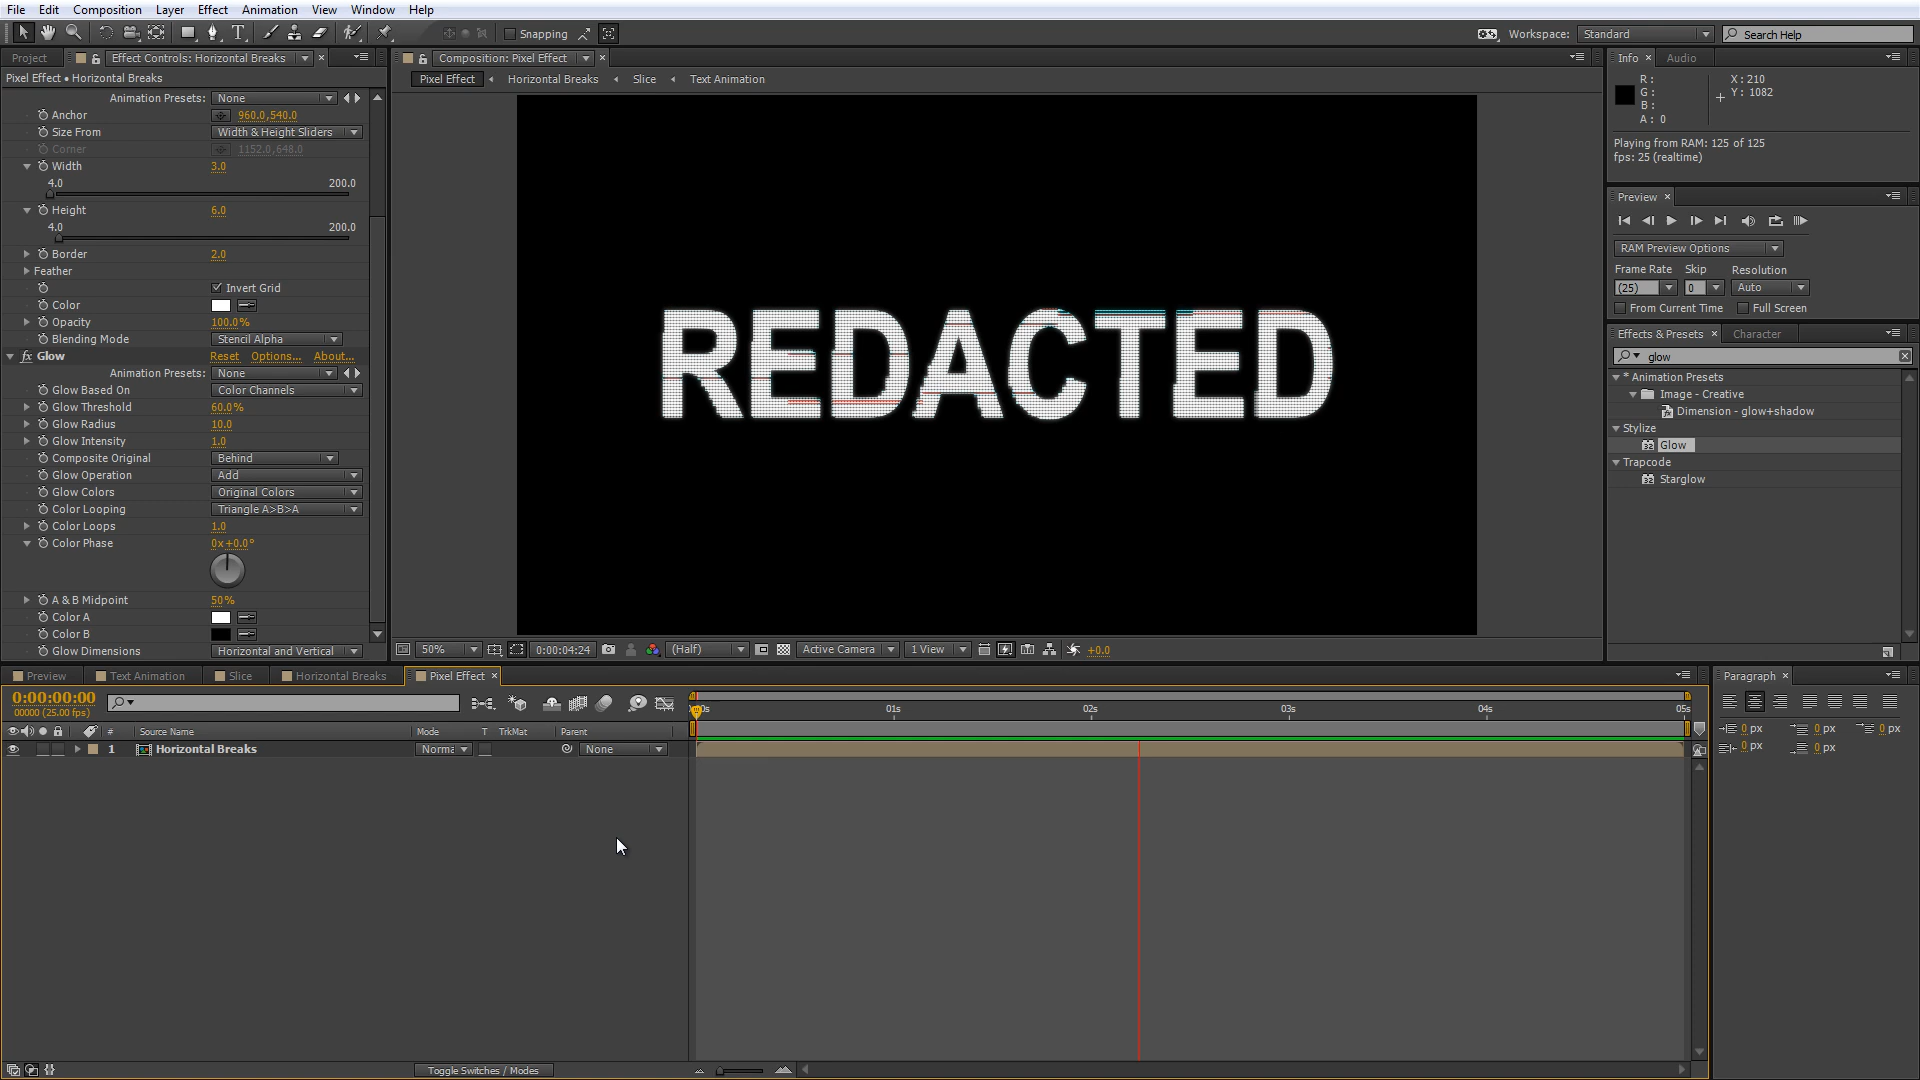 File Edit Composition Layer Effect Animation View Window Help
Snapping
Workspace: Standard Search Help
Project Effect Controls: Horizontal Breaks
Pixel Effect • Horizontal Breaks
Animation Presets: None
Anchor 960.0,540.0
Size From Width & Height Sliders
Corner 1152.0,648.0
Width 3.0
4.0 200.0
Height 6.0
4.0 200.0
Border 2.0
Feather
Invert Grid
Color
Opacity 100.0%
Blending Mode Stencil Alpha
fx Glow Reset Options... About...
Animation Presets: None
Glow Based On Color Channels
Glow Threshold 60.0%
Glow Radius 10.0
Glow Intensity 1.0
Composite Original Behind
Glow Operation Add
Glow Colors Original Colors
Color Looping Triangle A>B>A
Color Loops 1.0
Color Phase 0x+0.0°
A & B Midpoint 50%
Color A
Color B
Glow Dimensions Horizontal and Vertical
Composition: Pixel Effect
Pixel Effect Horizontal Breaks Slice Text Animation
REDACTED
50% 0:00:04:24 (Half) Active Camera 1 View +0.0
Info Audio
R: X: 210
G: Y: 1082
B:
A: 0
Playing from RAM: 125 of 125
fps: 25 (realtime)
Preview
RAM Preview Options
Frame Rate Skip Resolution
(25) 0 Auto
From Current Time Full Screen
Effects & Presets Character
glow
* Animation Presets
Image - Creative
Dimension - glow+shadow
Stylize
Glow
Trapcode
Starglow
Preview Text Animation Slice Horizontal Breaks Pixel Effect
0:00:00:00
00000 (25.00 fps)
# Source Name Mode T TrkMat Parent
1 Horizontal Breaks Norma None
01s 02s 03s 04s 05s
Toggle Switches / Modes
Paragraph
0 px 0 px 0 px
0 px 0 px